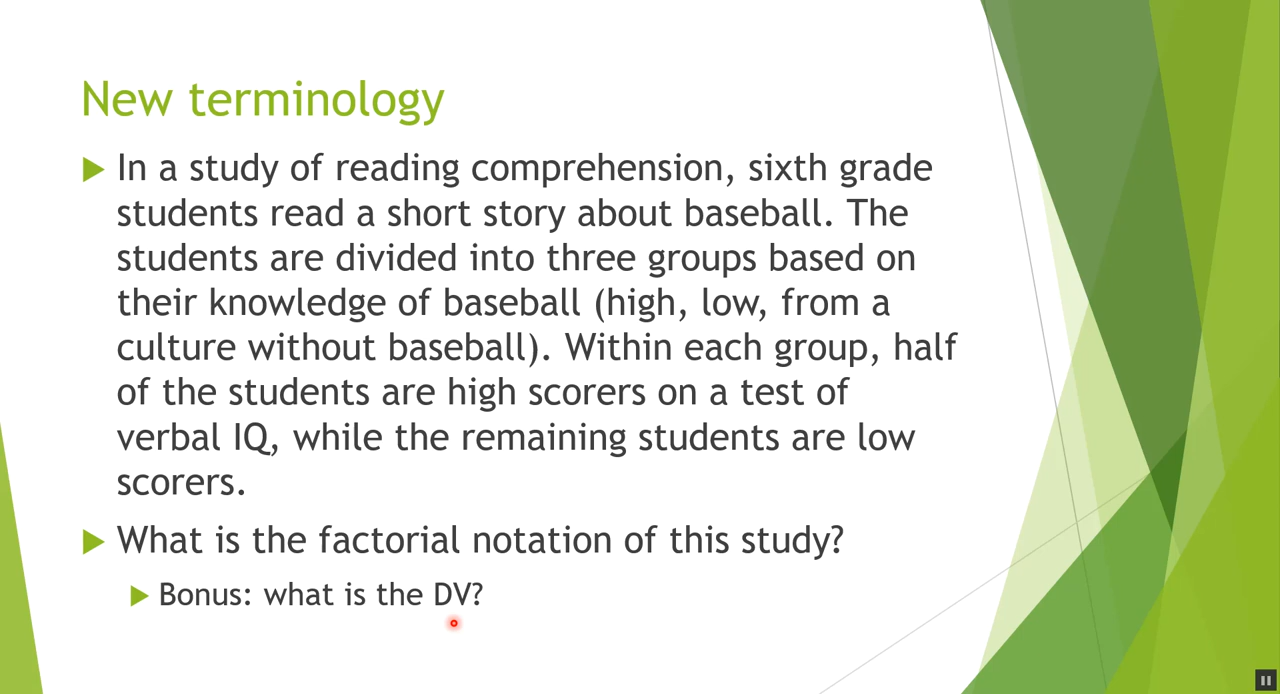 New terminology
In a study of reading comprehension, sixth grade
students read a short story about baseball. The
students are divided into three groups based on
their knowledge of baseball (high, low, from a
culture without baseball). Within each group, half
of the students are high scorers on a test of
verbal IQ, while the remaining students are low
scorers.
What is the factorial notation of this study?
Bonus: what is the DV?